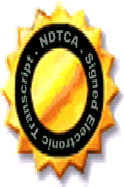 NDTCA . Signed Electronic Transcript .